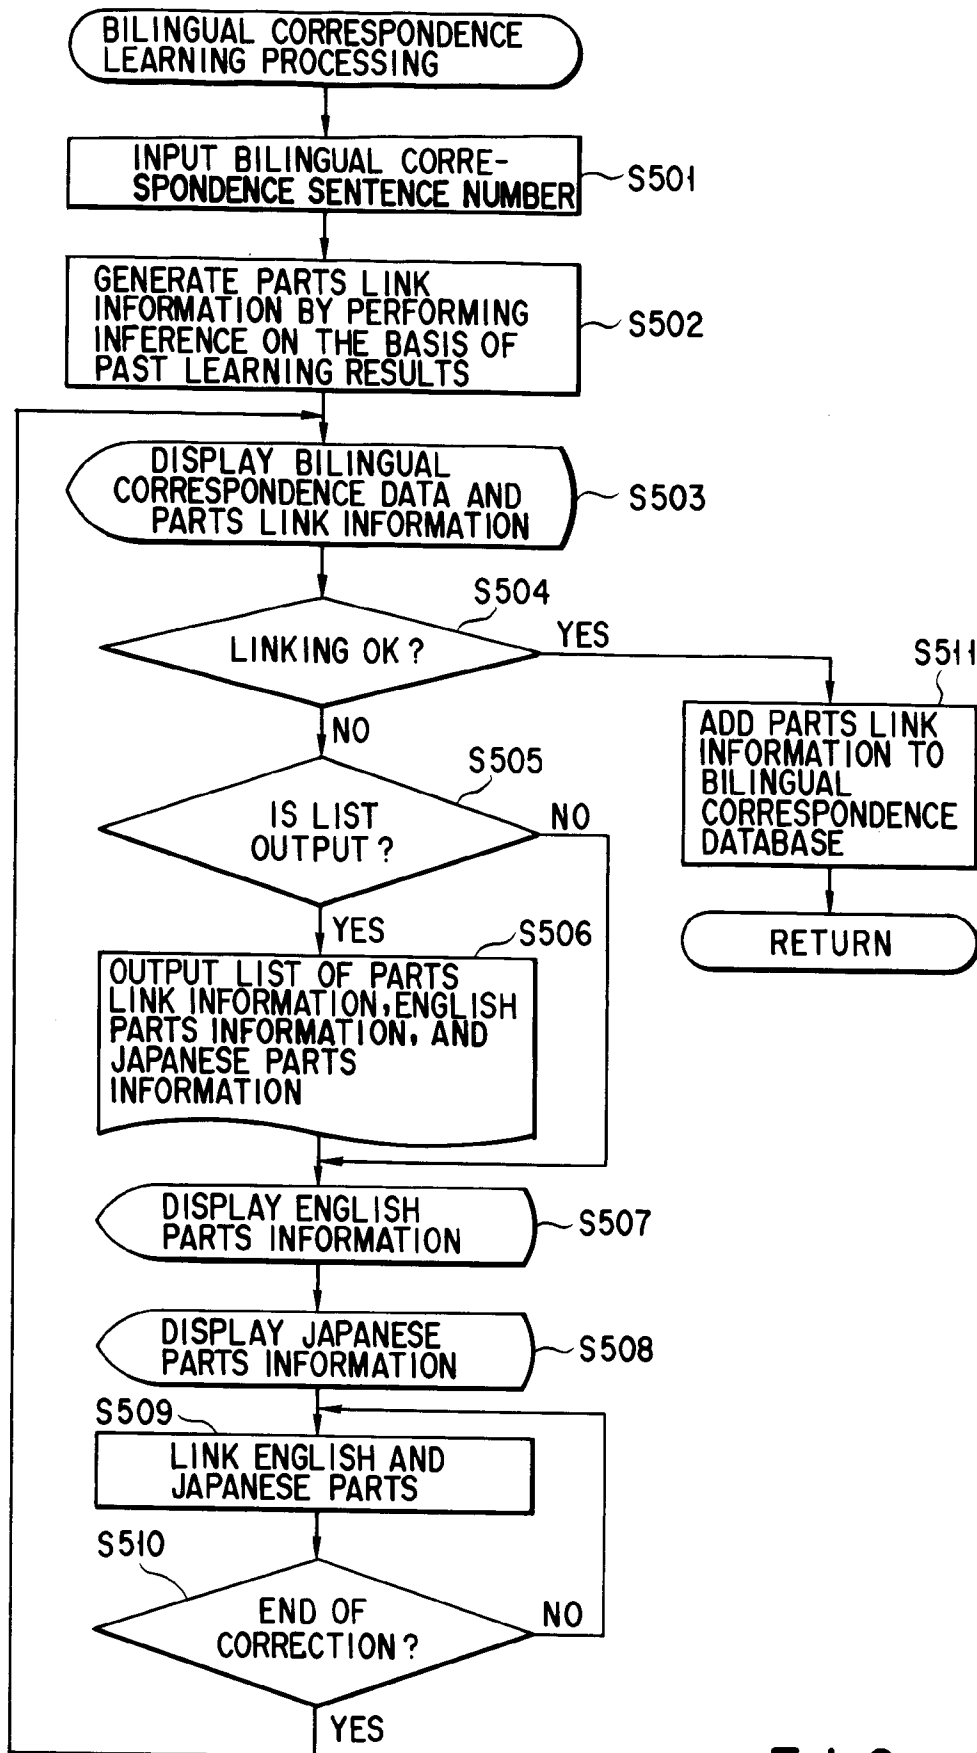 BILINGUAL CORRESPONDENCE
LEARNING PROCESSING
INPUT BILINGUAL CORRE-
SPONDENCE SENTENCE NUMBER
S501
GENERATE PARTS LINK
INFORMATION BY PERFORMING
INFERENCE ON THE BASIS OF
PAST LEARNING RESULTS
S502
DISPLAY BILINGUAL
CORRESPONDENCE DATA AND
PARTS LINK INFORMATION
S503
S504
LINKING OK?
YES
NO
S511
ADD PARTS LINK
INFORMATION TO
BILINGUAL
CORRESPONDENCE
DATABASE
RETURN
S505
IS LIST
OUTPUT?
NO
YES
S506
OUTPUT LIST OF PARTS
LINK INFORMATION, ENGLISH
PARTS INFORMATION, AND
JAPANESE PARTS
INFORMATION
DISPLAY ENGLISH
PARTS INFORMATION
S507
DISPLAY JAPANESE
PARTS INFORMATION
S508
S509
LINK ENGLISH AND
JAPANESE PARTS
S510
END OF
CORRECTION?
NO
YES